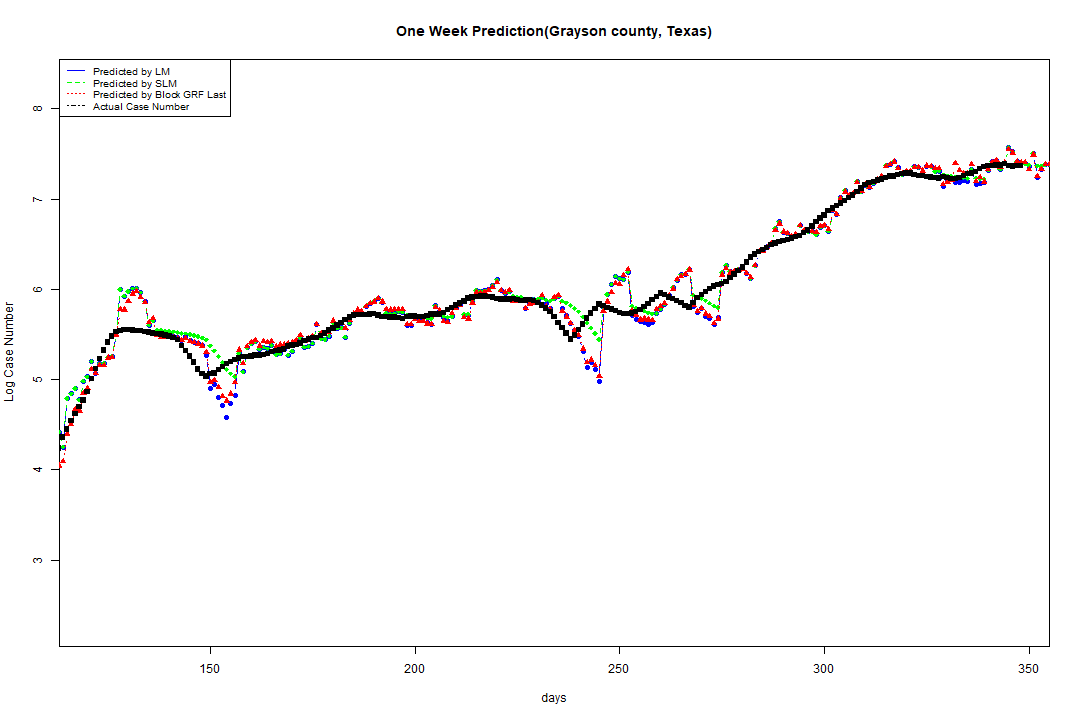 One Week Prediction(Grayson county, Texas)
Predicted by LM
Predicted by SLM
Predicted by Block GRF Last
Actual Case Number
8
7
6
5
4
3
Log Case Number
150
200
250
300
350
days